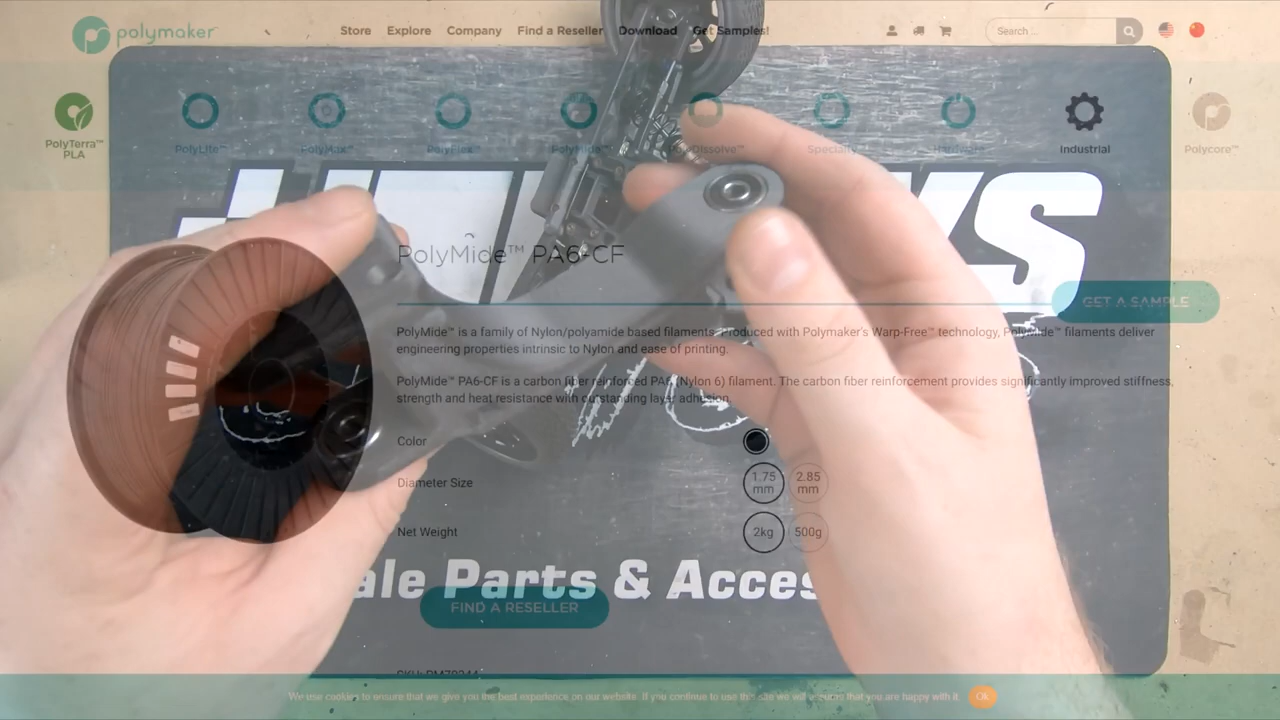 polymaker
Store Explore Company Find a Reseller Download Get Samples!
Search ...
PolyTerra™
PLA
PolyLite™
PolyMax™
PolyFlex™
PolyMide™
PolyDissolve™
Specialty
Hardware
Industrial
Polycore™
PolyMide™ PA6-CF
GET A SAMPLE
PolyMide™ is a family of Nylon/polyamide based filaments. Produced with Polymaker's Warp-Free™ technology, PolyMide™ filaments deliver
engineering properties intrinsic to Nylon and ease of printing.
PolyMide™ PA6-CF is a carbon fiber reinforced PA6 (Nylon 6) filament. The carbon fiber reinforcement provides significantly improved stiffness,
strength and heat resistance with outstanding layer adhesion.
Color
Diameter Size
1.75
mm
2.85
mm
Net Weight
2kg
500g
Parts &
FIND A RESELLER
We use cookies to ensure that we give you the best experience on our website. If you continue to use this site we will assume that you are happy with it.
Ok